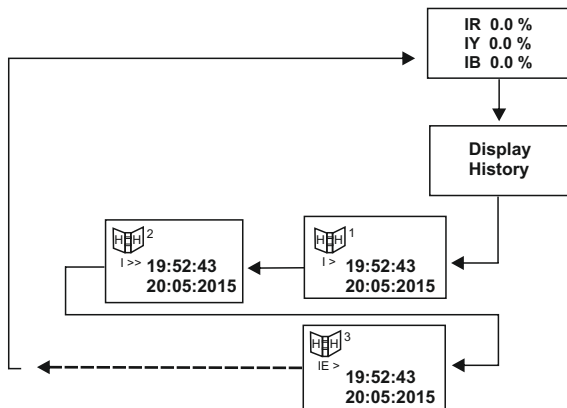 IR 0.0 %
IY 0.0 %
IB 0.0 %
Display
History
H H 1
I >
19:52:43
20:05:2015
H H 2
I >>
19:52:43
20:05:2015
H H 3
IE >
19:52:43
20:05:2015